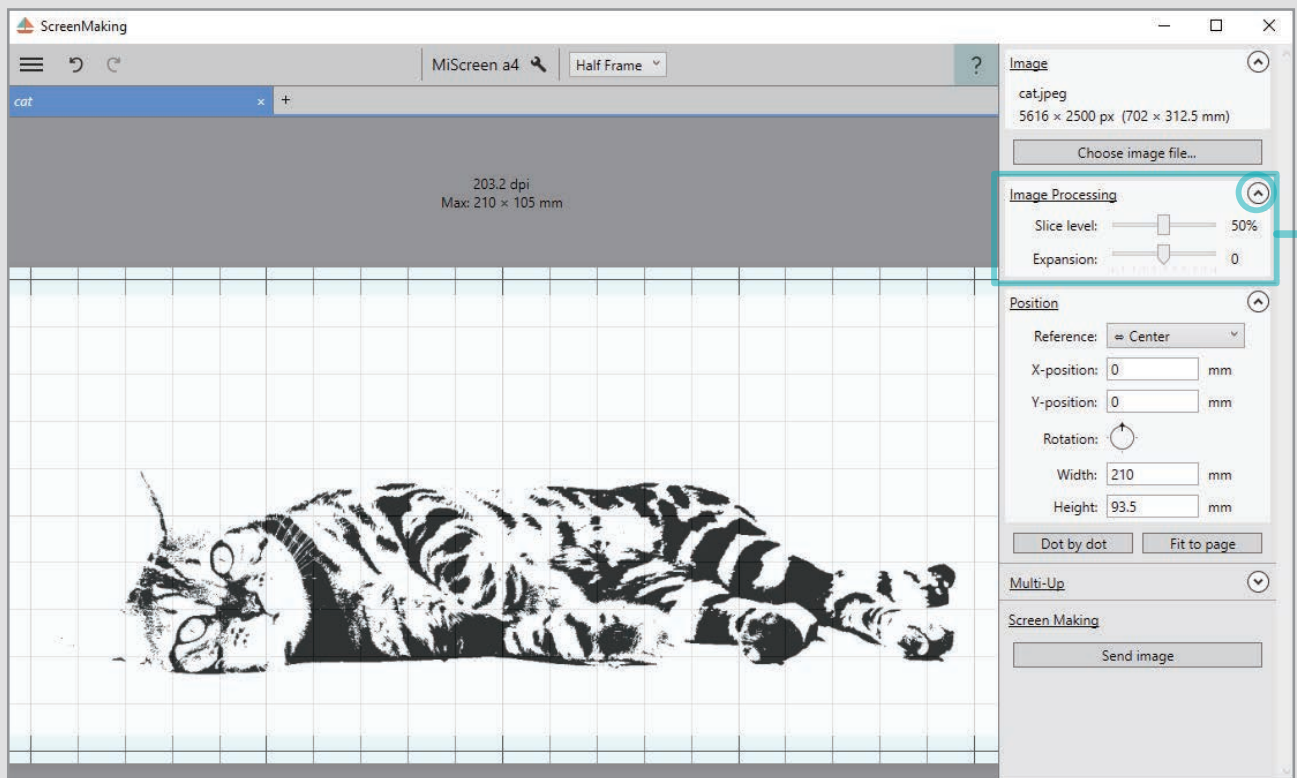 ScreenMaking
MiScreen a4
Half Frame
?
cat × +
203.2 dpi
Max: 210 × 105 mm
Image
cat.jpeg
5616 × 2500 px (702 × 312.5 mm)
Choose image file...
Image Processing
Slice level: 50%
Expansion: 0
Position
Reference: ⇔ Center
X-position: 0 mm
Y-position: 0 mm
Rotation:
Width: 210 mm
Height: 93.5 mm
Dot by dot Fit to page
Multi-Up
Screen Making
Send image